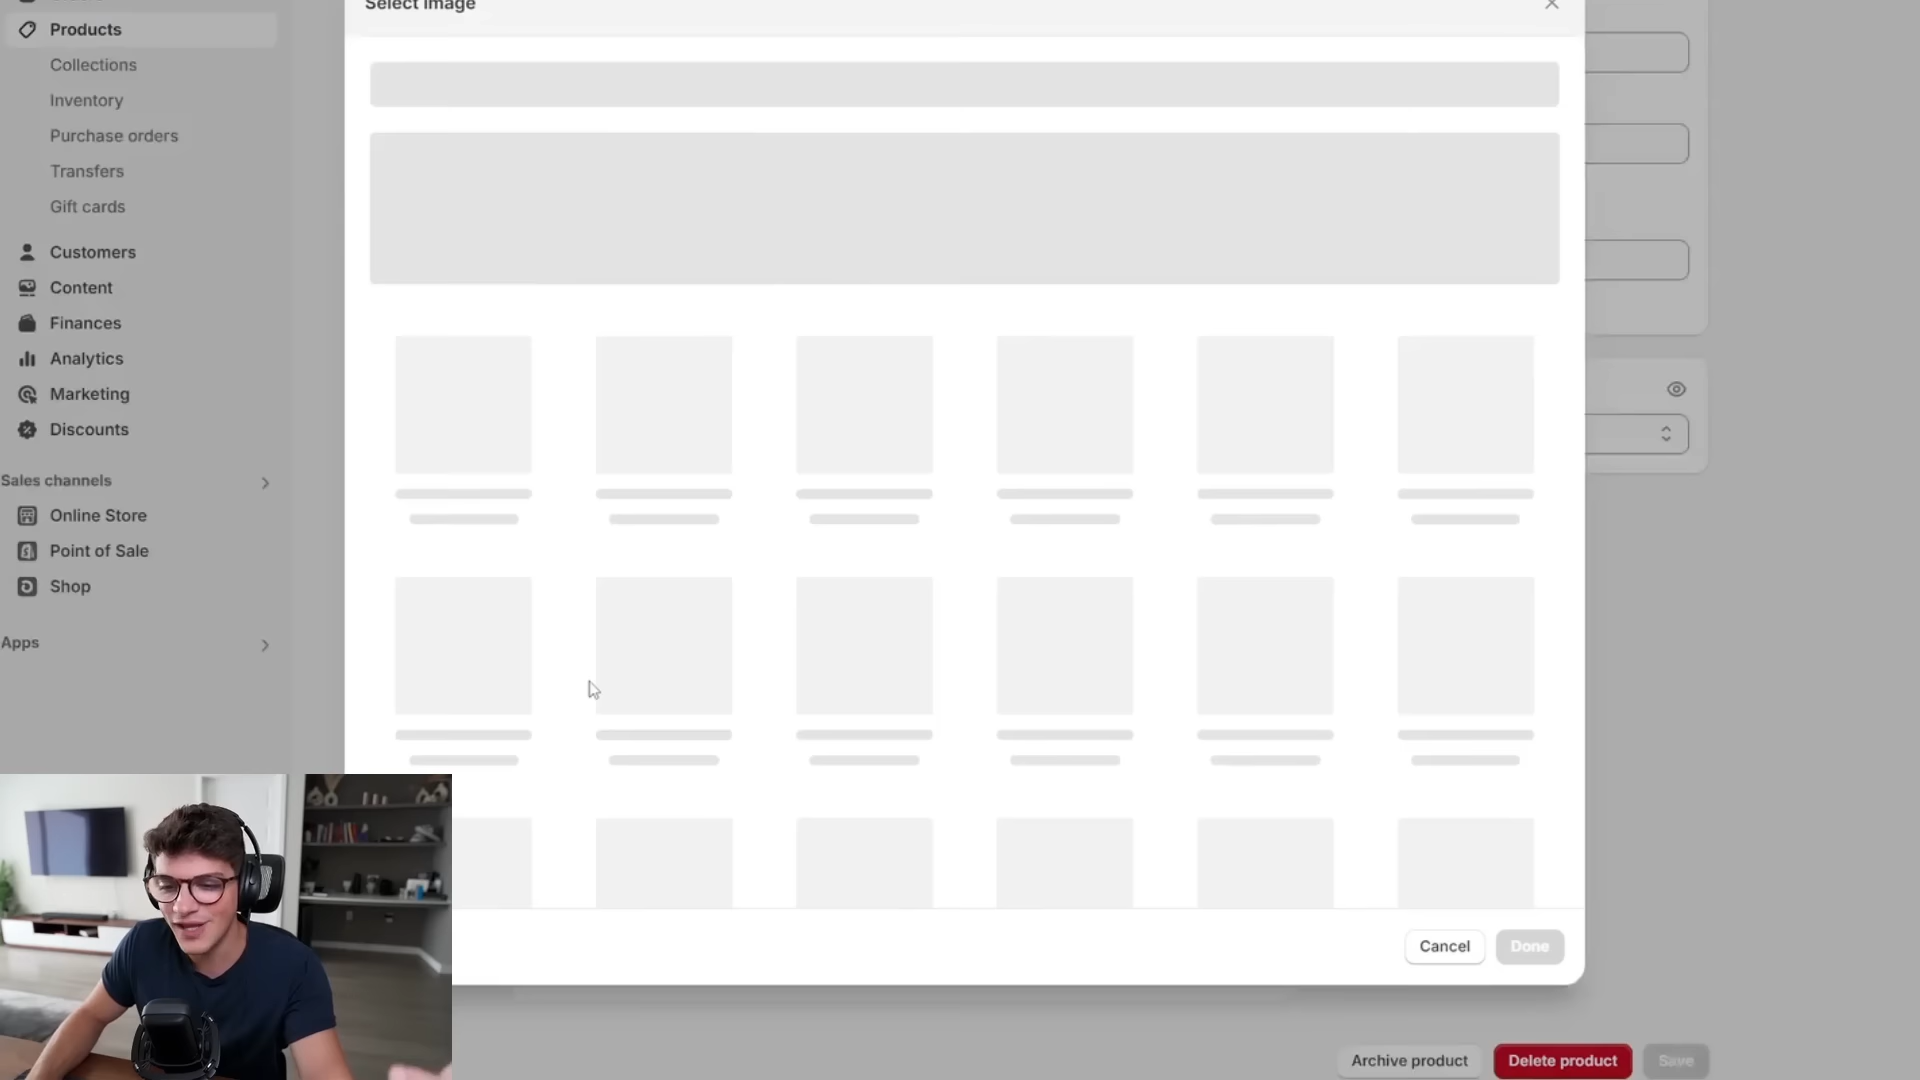 Select image
Products
Collections
Inventory
Purchase orders
Transfers
Gift cards
Customers
Content
Finances
Analytics
Marketing
Discounts
Sales channels
Online Store
Point of Sale
Shop
Apps
Cancel
Done
Archive product
Delete product
Save